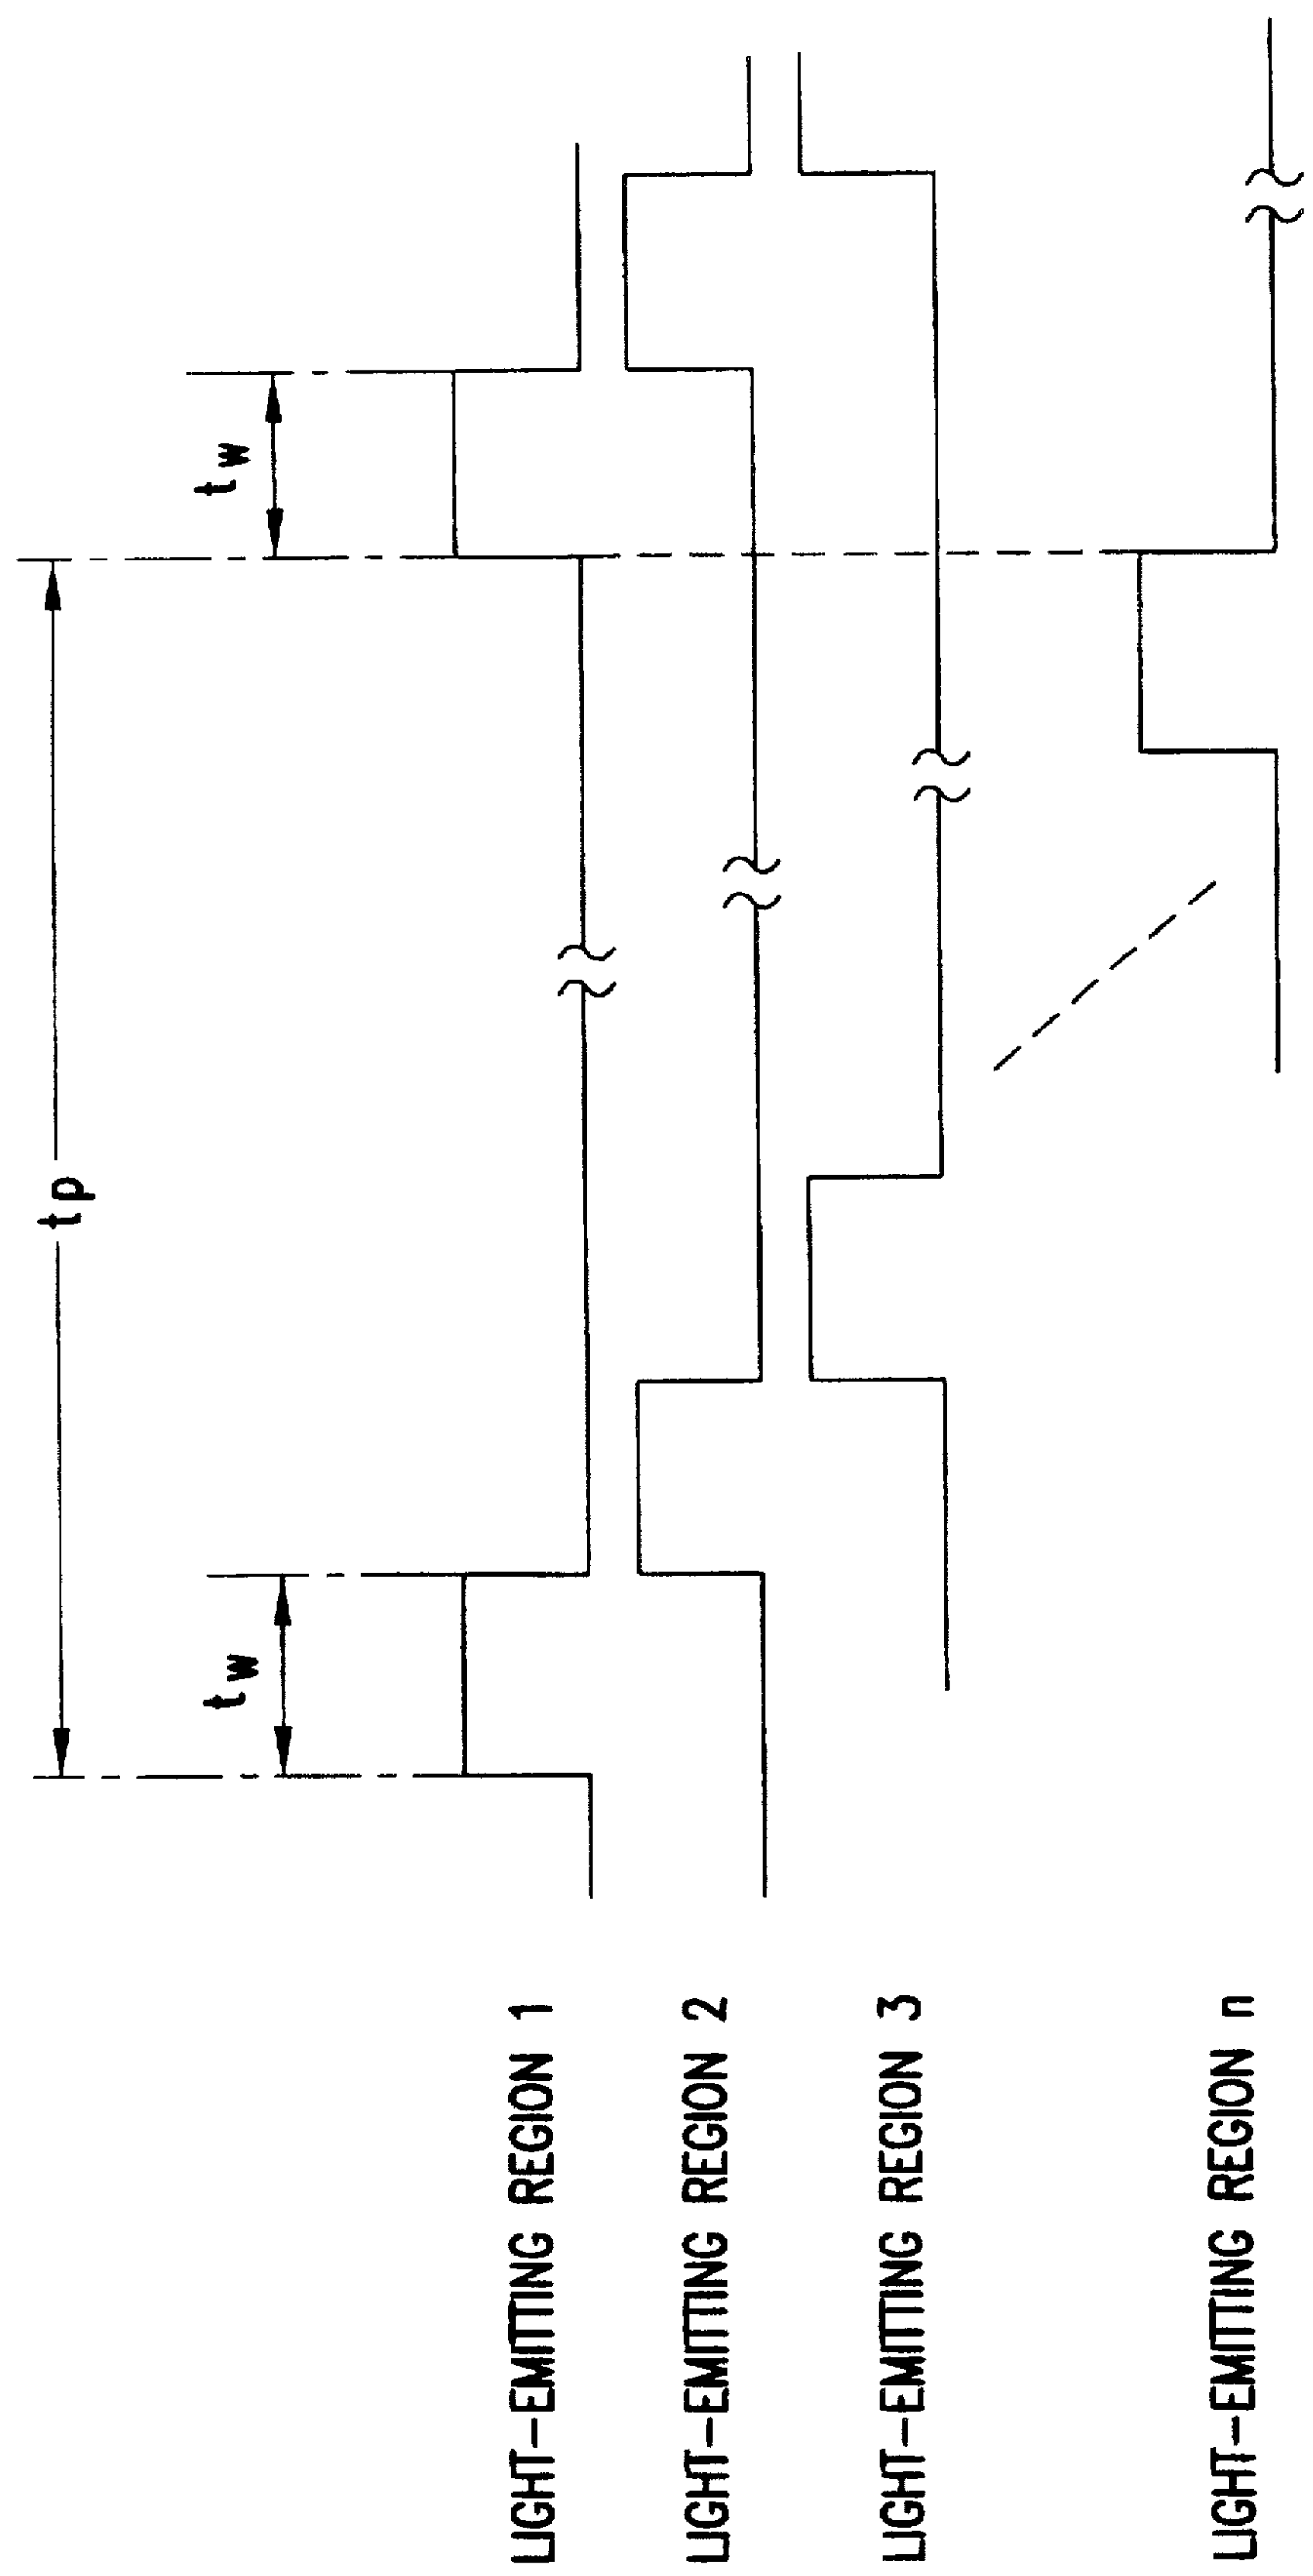 tp
tw
tw
LIGHT-EMITTING REGION 1
LIGHT-EMITTING REGION 2
LIGHT-EMITTING REGION 3
LIGHT-EMITTING REGION n